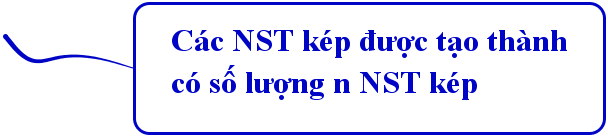 Các NST kép được tạo thành
có số lượng n NST kép